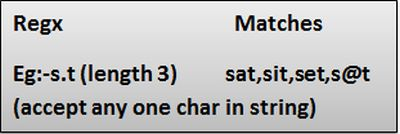 Regx Matches
Eg:-s.t (length 3) sat,sit,set,s@t
(accept any one char in string)